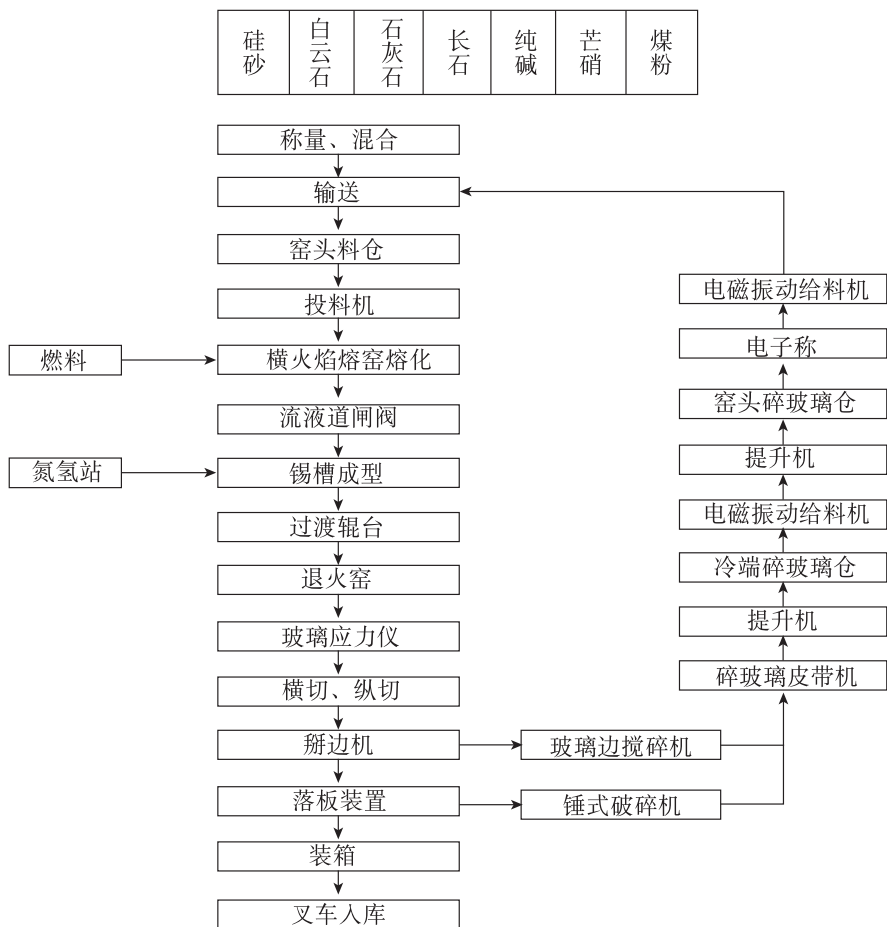 硅砂
白云石
石灰石
长石
纯碱
芒硝
煤粉
称量、混合
输送
窑头料仓
投料机
燃料
横火焰熔窑熔化
流液道闸阀
氮氢站
锡槽成型
过渡辊台
退火窑
玻璃应力仪
横切、纵切
掰边机
玻璃边搅碎机
落板装置
锤式破碎机
装箱
叉车入库
电磁振动给料机
电子称
窑头碎玻璃仓
提升机
电磁振动给料机
冷端碎玻璃仓
提升机
碎玻璃皮带机